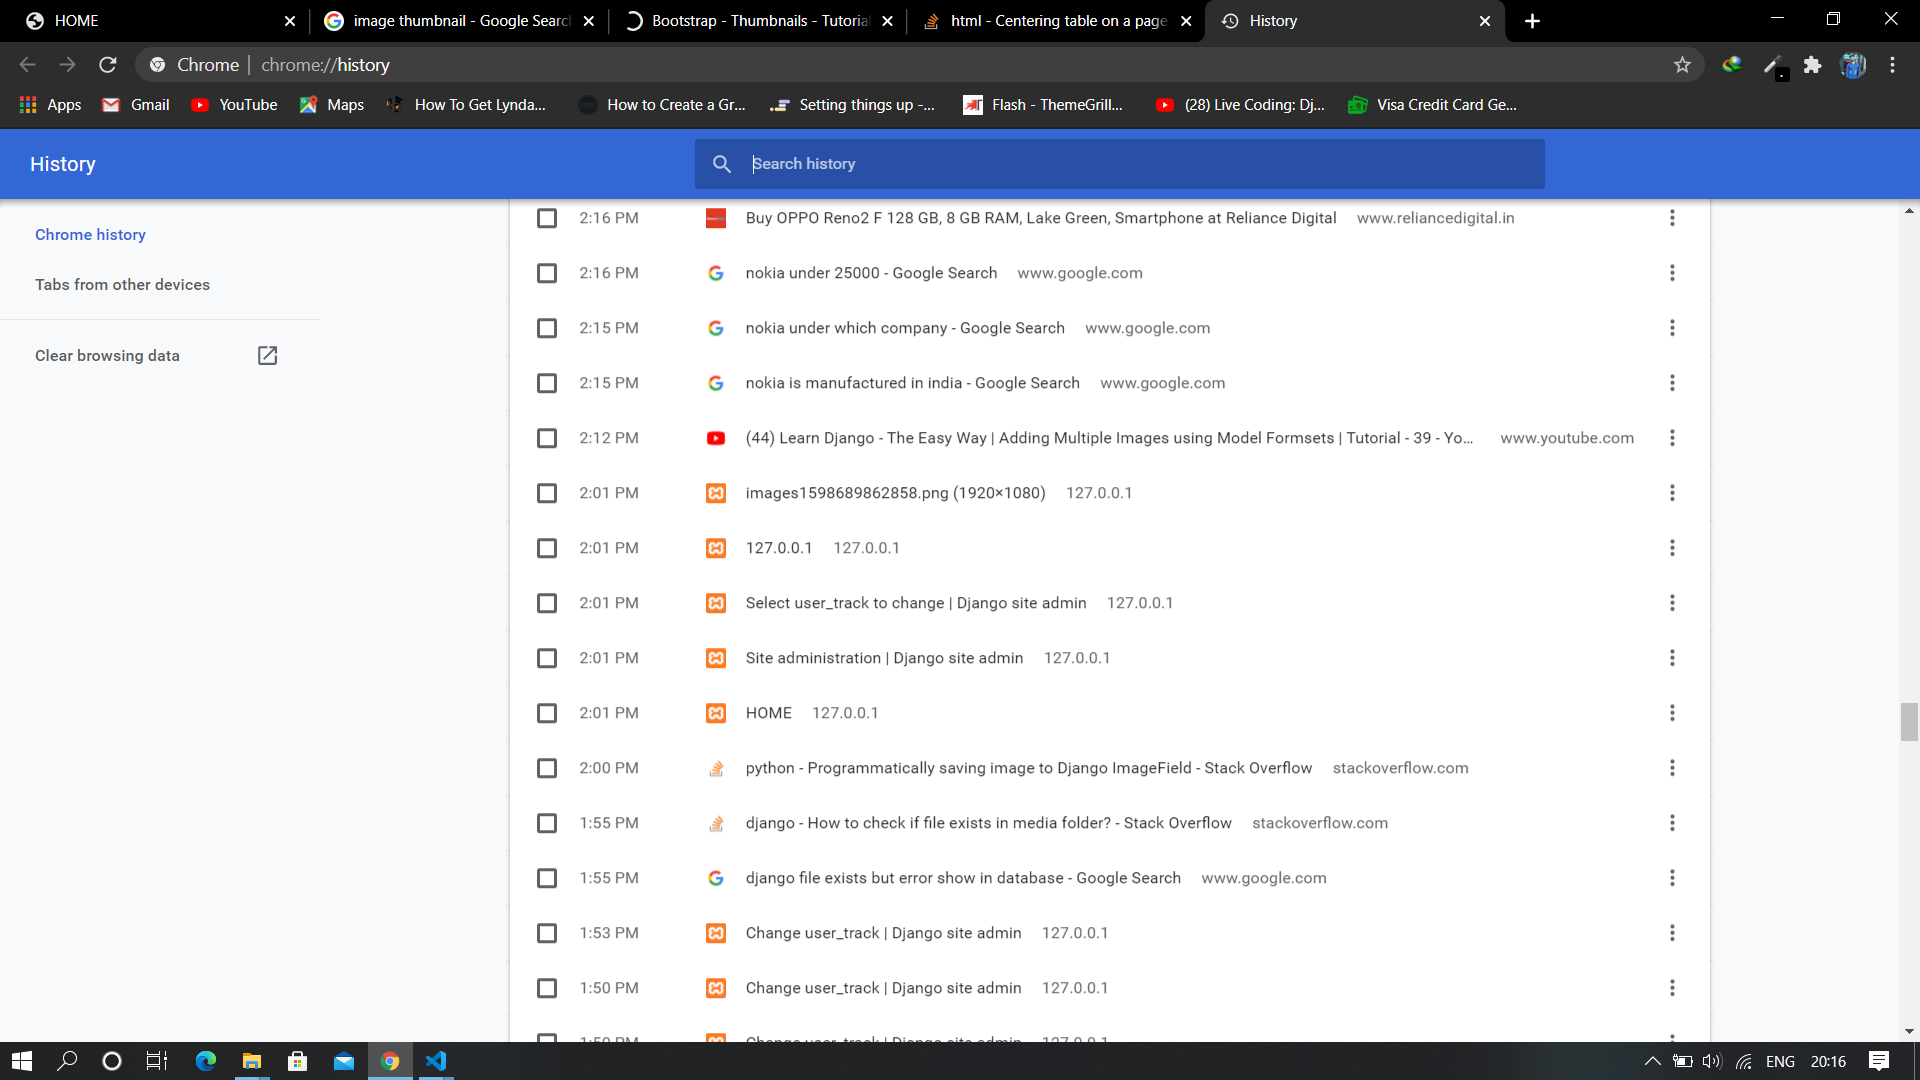 HOME
image thumbnail - Google Searc
Bootstrap - Thumbnails - Tutorial
html - Centering table on a page
History
Chrome
chrome://history
Apps
Gmail
YouTube
Maps
How To Get Lynda...
How to Create a Gr...
Setting things up -...
Flash - ThemeGrill...
(28) Live Coding: Dj...
Visa Credit Card Ge...
History
Search history
Chrome history
Tabs from other devices
Clear browsing data
2:16 PM Buy OPPO Reno2 F 128 GB, 8 GB RAM, Lake Green, Smartphone at Reliance Digital www.reliancedigital.in
2:16 PM nokia under 25000 - Google Search www.google.com
2:15 PM nokia under which company - Google Search www.google.com
2:15 PM nokia is manufactured in india - Google Search www.google.com
2:12 PM (44) Learn Django - The Easy Way | Adding Multiple Images using Model Formsets | Tutorial - 39 - Yo... www.youtube.com
2:01 PM images1598689862858.png (1920×1080) 127.0.0.1
2:01 PM 127.0.0.1 127.0.0.1
2:01 PM Select user_track to change | Django site admin 127.0.0.1
2:01 PM Site administration | Django site admin 127.0.0.1
2:01 PM HOME 127.0.0.1
2:00 PM python - Programmatically saving image to Django ImageField - Stack Overflow stackoverflow.com
1:55 PM django - How to check if file exists in media folder? - Stack Overflow stackoverflow.com
1:55 PM django file exists but error show in database - Google Search www.google.com
1:53 PM Change user_track | Django site admin 127.0.0.1
1:50 PM Change user_track | Django site admin 127.0.0.1
1:50 PM Change user_track | Django site admin 127.0.0.1
ENG
20:16